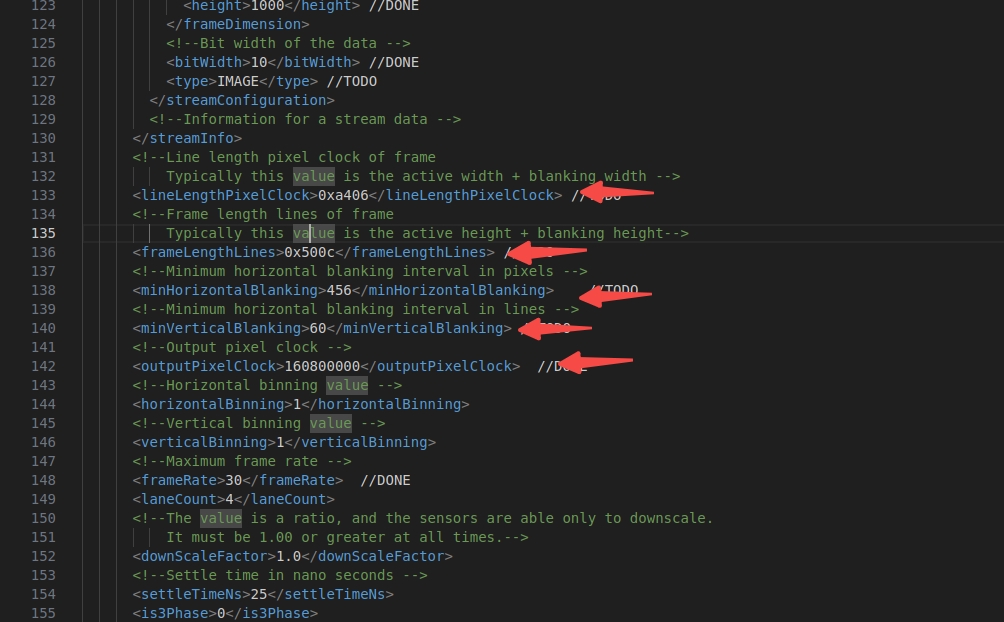 123 <height>1000</height> //DONE
124 </frameDimension>
125 <!--Bit width of the data -->
126 <bitWidth>10</bitWidth> //DONE
127 <type>IMAGE</type> //TODO
128 </streamConfiguration>
129 <!--Information for a stream data -->
130 </streamInfo>
131 <!--Line length pixel clock of frame
132 Typically this value is the active width + blanking width -->
133 <lineLengthPixelClock>0xa406</lineLengthPixelClock> //TODO
134 <!--Frame length lines of frame
135 Typically this value is the active height + blanking height-->
136 <frameLengthLines>0x500c</frameLengthLines> /
137 <!--Minimum horizontal blanking interval in pixels -->
138 <minHorizontalBlanking>456</minHorizontalBlanking> //TODO
139 <!--Minimum horizontal blanking interval in lines -->
140 <minVerticalBlanking>60</minVerticalBlanking>
141 <!--Output pixel clock -->
142 <outputPixelClock>160800000</outputPixelClock> //DONE
143 <!--Horizontal binning value -->
144 <horizontalBinning>1</horizontalBinning>
145 <!--Vertical binning value -->
146 <verticalBinning>1</verticalBinning>
147 <!--Maximum frame rate -->
148 <frameRate>30</frameRate> //DONE
149 <laneCount>4</laneCount>
150 <!--The value is a ratio, and the sensors are able only to downscale.
151 It must be 1.00 or greater at all times.-->
152 <downScaleFactor>1.0</downScaleFactor>
153 <!--Settle time in nano seconds -->
154 <settleTimeNs>25</settleTimeNs>
155 <is3Phase>0</is3Phase>